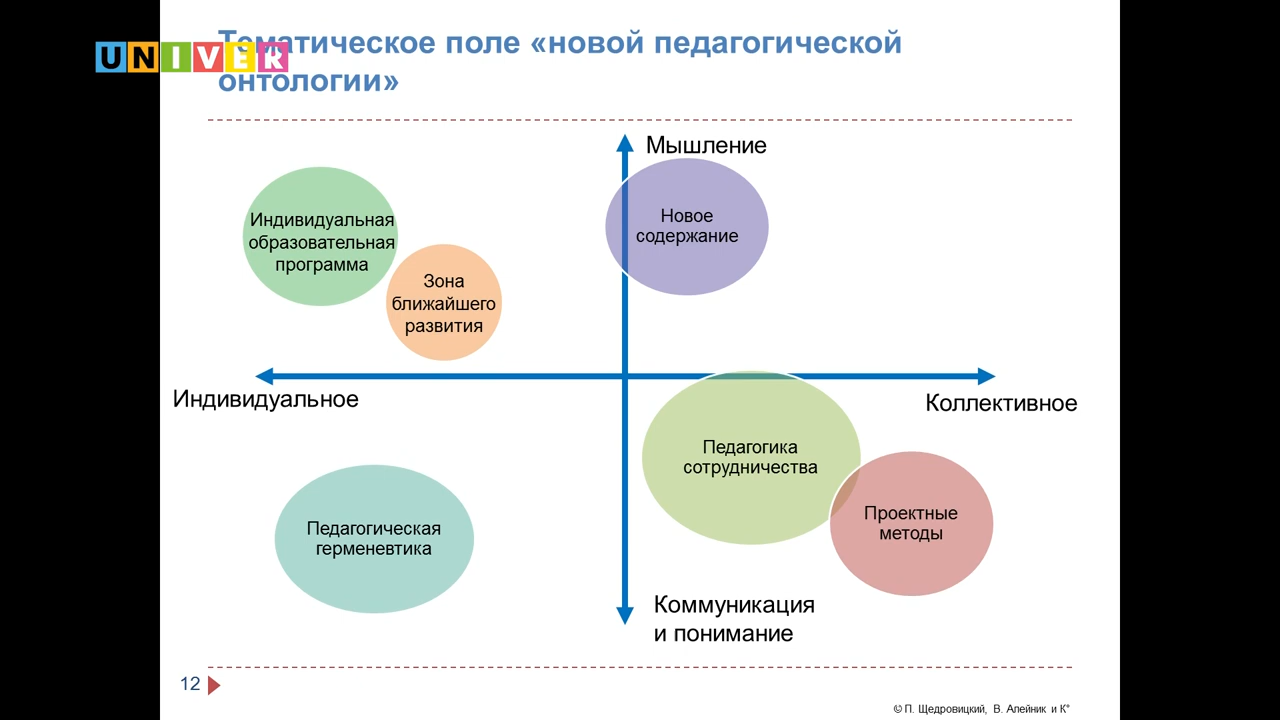 UNIVER
Тематическое поле «новой педагогической
онтологии»
Мышление
Индивидуальная
образовательная
программа
Новое
содержание
Зона
ближайшего
развития
Индивидуальное
Коллективное
Педагогика
сотрудничества
Проектные
методы
Педагогическая
герменевтика
Коммуникация
и понимание
12
© П. Щедровицкий, В. Алейник и К°